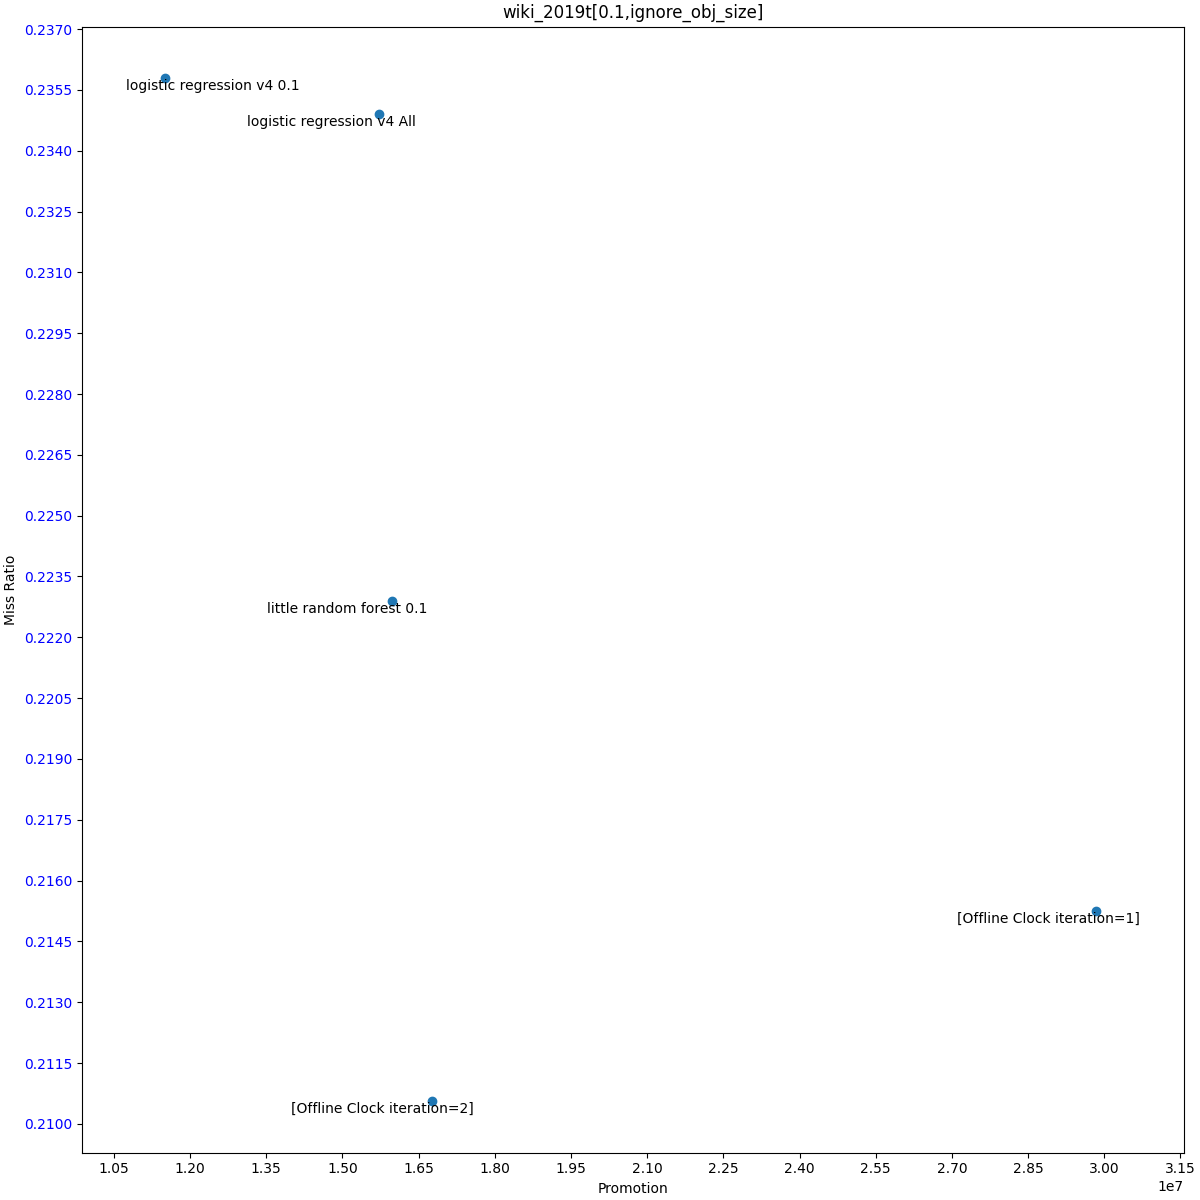 wiki_2019t[0.1,ignore_obj_size]
0.2370
0.2355
0.2340
0.2325
0.2310
0.2295
0.2280
0.2265
0.2250
0.2235
0.2220
0.2205
0.2190
0.2175
0.2160
0.2145
0.2130
0.2115
0.2100
Miss Ratio
logistic regression v4 0.1
logistic regression v4 All
little random forest 0.1
[Offline Clock iteration=1]
[Offline Clock iteration=2]
1.05 1.20 1.35 1.50 1.65 1.80 1.95 2.10 2.25 2.40 2.55 2.70 2.85 3.00 3.15
1e7
Promotion